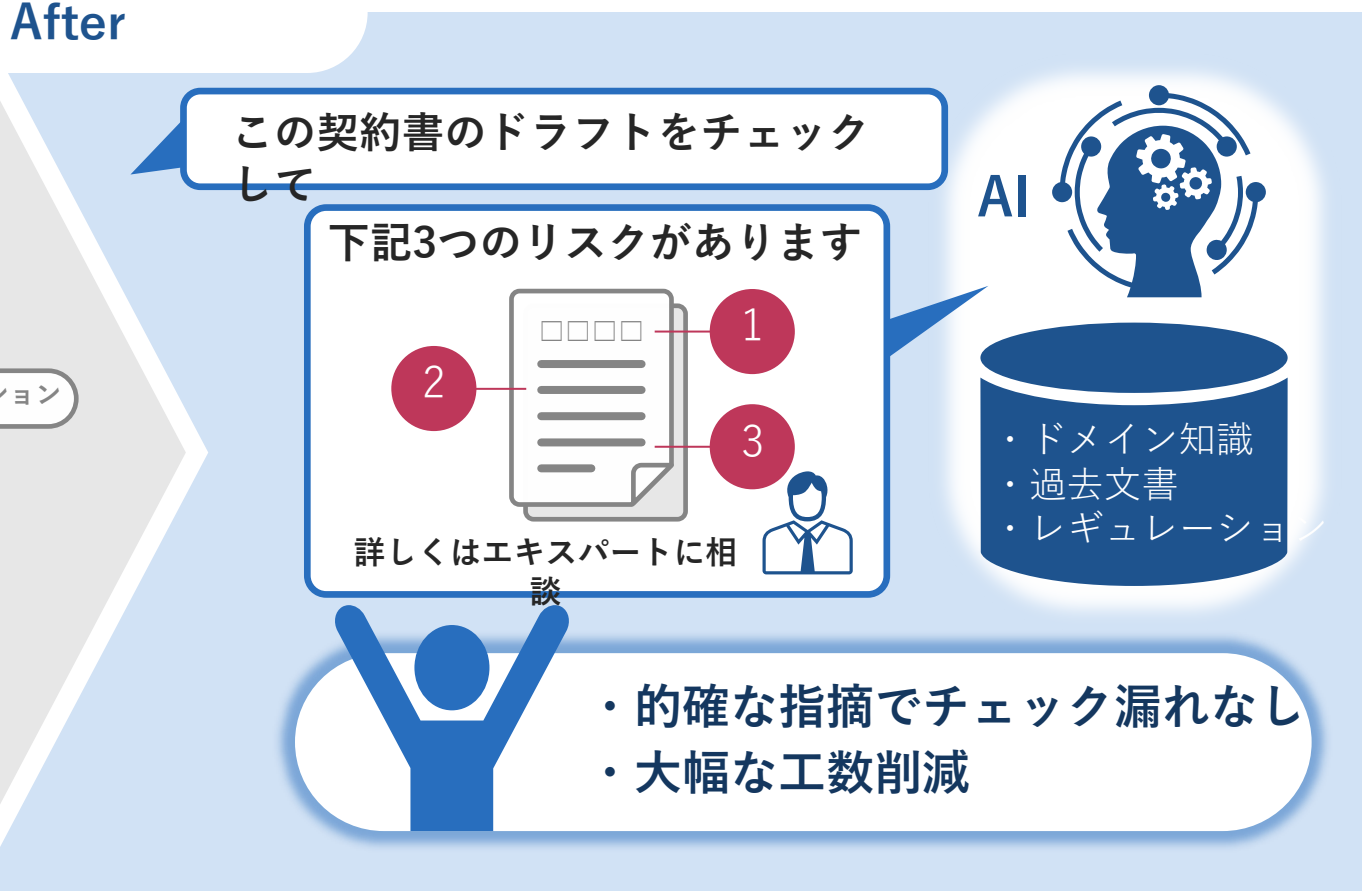 After
この契約書のドラフトをチェック
して
下記3つのリスクがあります
□□□□
1
2
3
詳しくはエキスパートに相
談
AI
・ドメイン知識
・過去文書
・レギュレーション
ション
・的確な指摘でチェック漏れなし
・大幅な工数削減